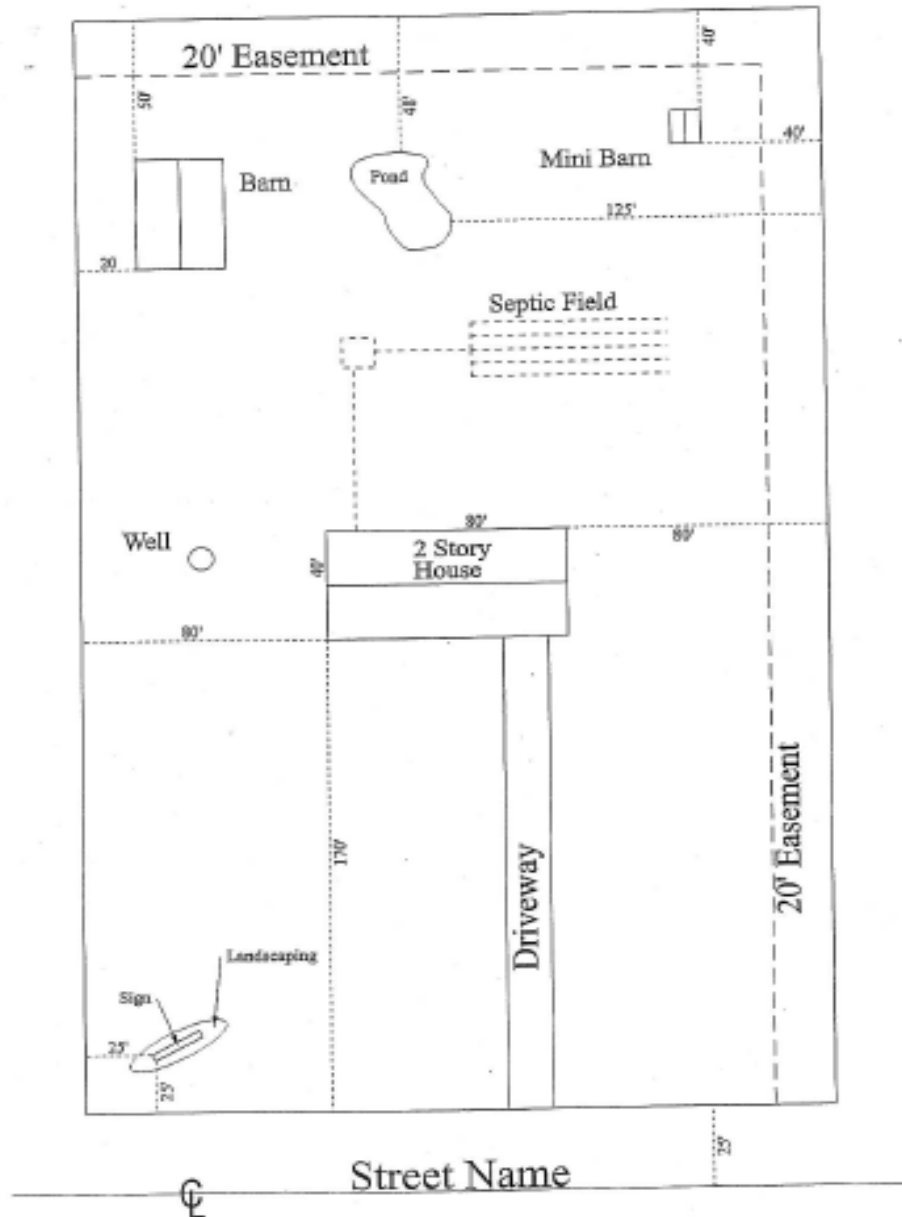 20' Easement
40'
50'
48'
Mini Barn
40'
Barn
Pond
125'
20
Septic Field
80'
80'
Well
2 Story
House
40'
80'
20' Easement
170'
Driveway
Landscaping
Sign
25'
25'
25'
Street Name
℄